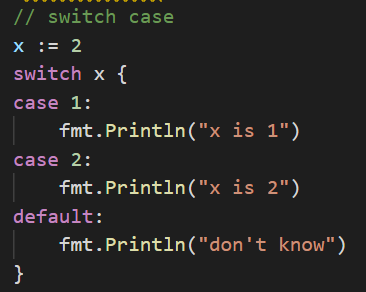 // switch case
x := 2
switch x {
case 1:
    fmt.Println("x is 1")
case 2:
    fmt.Println("x is 2")
default:
    fmt.Println("don't know")
}